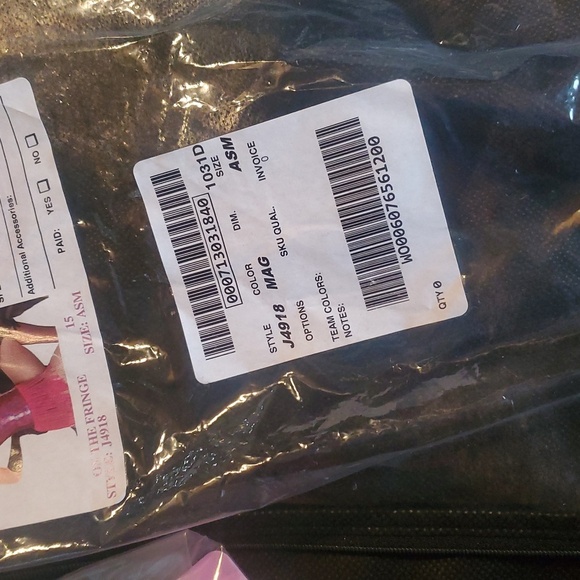 Additional Accessories:
PAID: YES NO
THE FRINGE 15
STYLE: J4918 SIZE: ASM
000713031840 1031D
STYLE COLOR DIM. SIZE
J4918 MAG ASM
OPTIONS SKU QUAL. INVOICE
0
TEAM COLORS:
NOTES:
WO006076561200
QTY 0